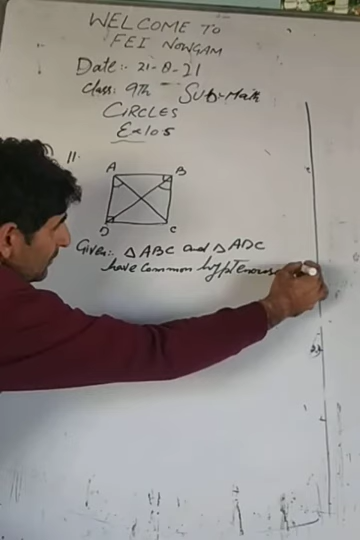 WELCOME To
FEI NOWGAM
Date:- 21-8-21
Class: 9th Sub-Math
CIRCLES
Ex 10.5
11.
A B
D C
Given:- △ABC and △ADC
have common hyptenus